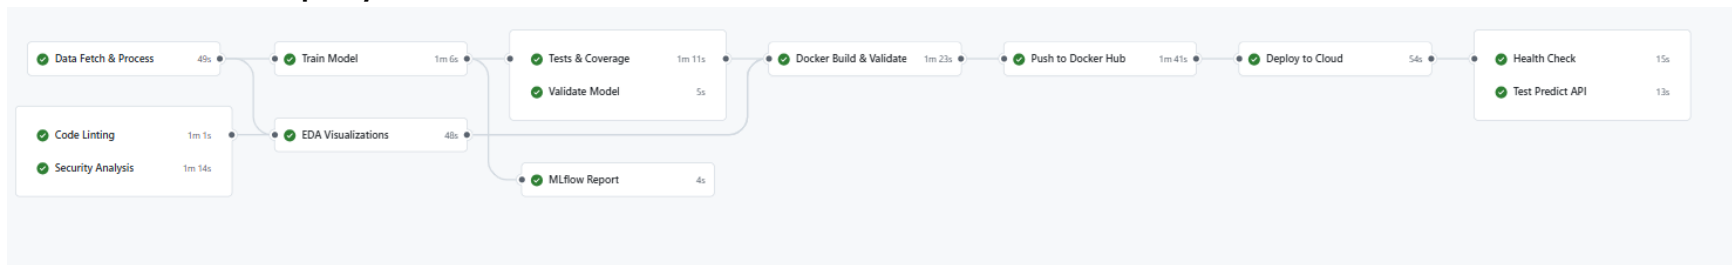 Data Fetch & Process 49s
Train Model 1m 6s
Tests & Coverage 1m 11s
Validate Model 5s
Docker Build & Validate 1m 23s
Push to Docker Hub 1m 41s
Deploy to Cloud 54s
Health Check 15s
Test Predict API 13s
Code Linting 1m 1s
Security Analysis 1m 14s
EDA Visualizations 48s
MLflow Report 4s